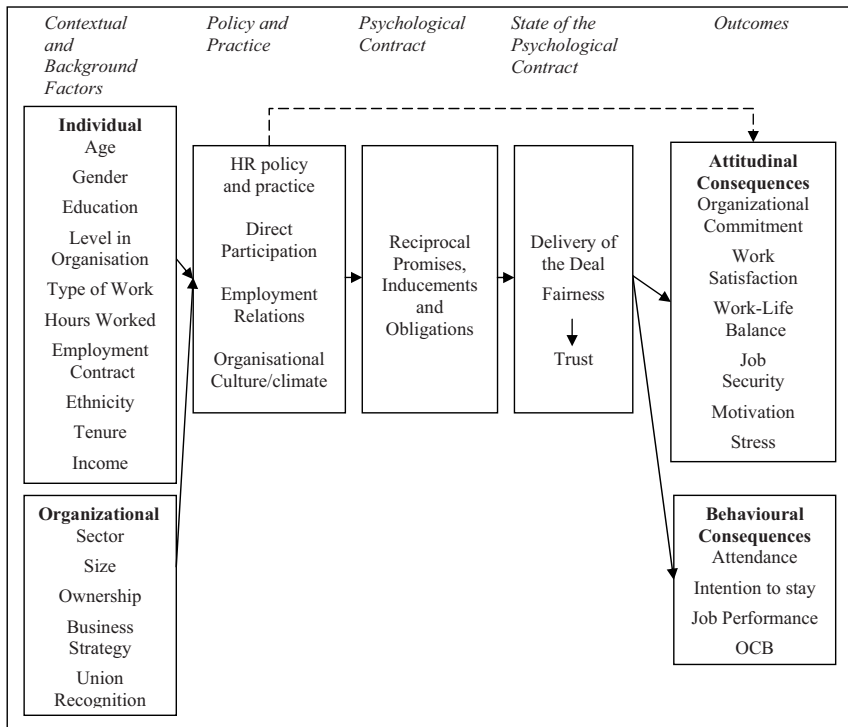 Contextual
and
Background
Factors
Policy and
Practice
Psychological
Contract
State of the
Psychological
Contract
Outcomes
Individual
Age
Gender
Education
Level in
Organisation
Type of Work
Hours Worked
Employment
Contract
Ethnicity
Tenure
Income
Organizational
Sector
Size
Ownership
Business
Strategy
Union
Recognition
HR policy
and practice
Direct
Participation
Employment
Relations
Organisational
Culture/climate
Reciprocal
Promises,
Inducements
and
Obligations
Delivery of
the Deal
Fairness
Trust
Attitudinal
Consequences
Organizational
Commitment
Work
Satisfaction
Work-Life
Balance
Job
Security
Motivation
Stress
Behavioural
Consequences
Attendance
Intention to stay
Job Performance
OCB